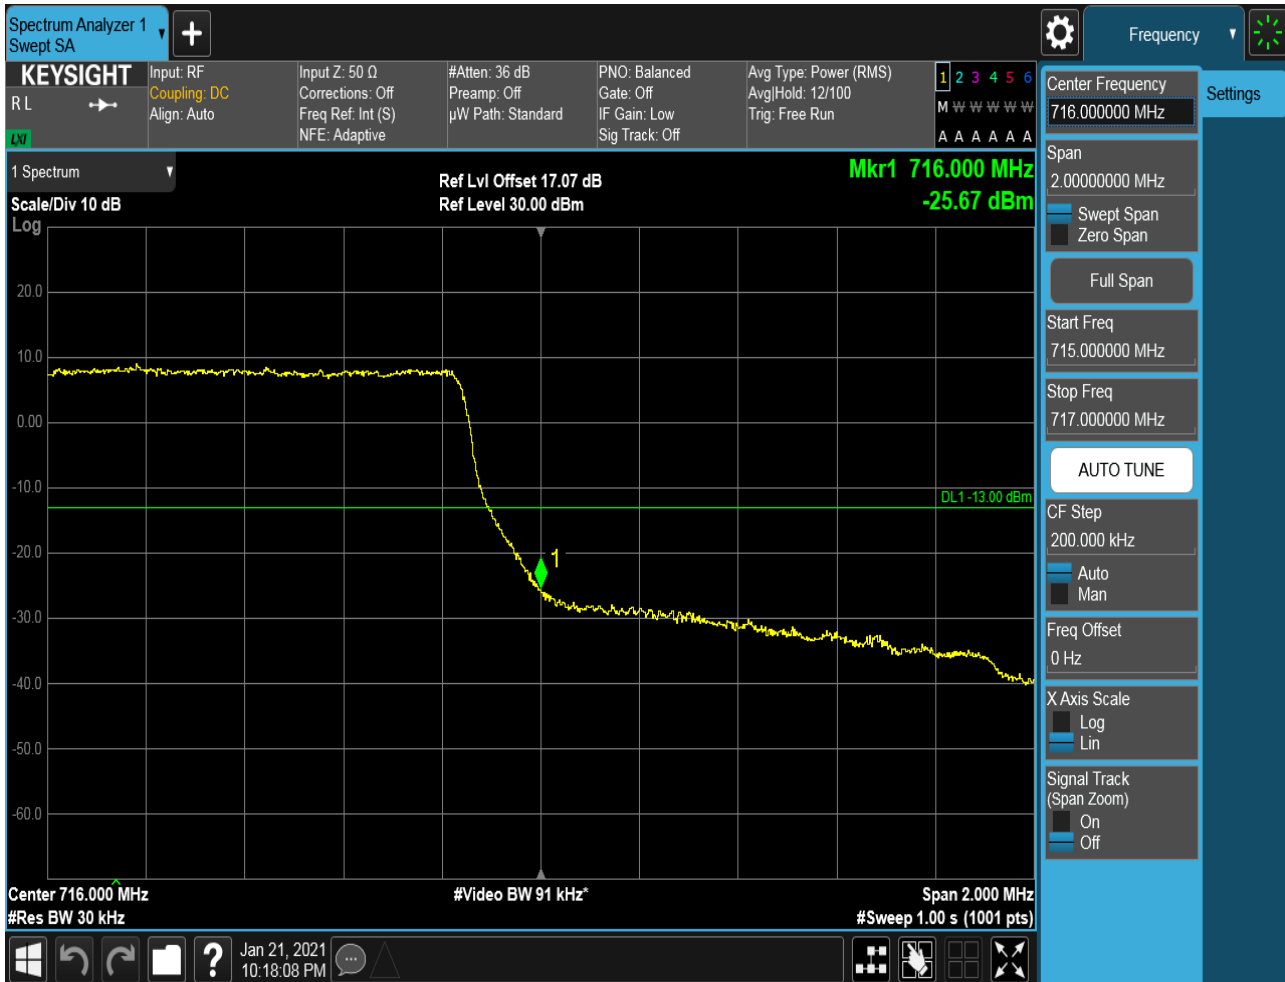 Spectrum Analyzer 1
Swept SA
+
Frequency
KEYSIGHT
R L
LXI
Input: RF
Coupling: DC
Align: Auto
Input Z: 50 Ω
Corrections: Off
Freq Ref: Int (S)
NFE: Adaptive
#Atten: 36 dB
Preamp: Off
µW Path: Standard
PNO: Balanced
Gate: Off
IF Gain: Low
Sig Track: Off
Avg Type: Power (RMS)
Avg|Hold: 12/100
Trig: Free Run
1 2 3 4 5 6
M W W W W W
A A A A A A
1 Spectrum
Scale/Div 10 dB
Log
Ref Lvl Offset 17.07 dB
Ref Level 30.00 dBm
Mkr1 716.000 MHz
-25.67 dBm
20.0
10.0
0.00
-10.0
DL1 -13.00 dBm
-20.0
1
-30.0
-40.0
-50.0
-60.0
Center 716.000 MHz
#Video BW 91 kHz*
Span 2.000 MHz
#Res BW 30 kHz
#Sweep 1.00 s (1001 pts)
Center Frequency
716.000000 MHz
Settings
Span
2.00000000 MHz
Swept Span
Zero Span
Full Span
Start Freq
715.000000 MHz
Stop Freq
717.000000 MHz
AUTO TUNE
CF Step
200.000 kHz
Auto
Man
Freq Offset
0 Hz
X Axis Scale
Log
Lin
Signal Track
(Span Zoom)
On
Off
?
Jan 21, 2021
10:18:08 PM